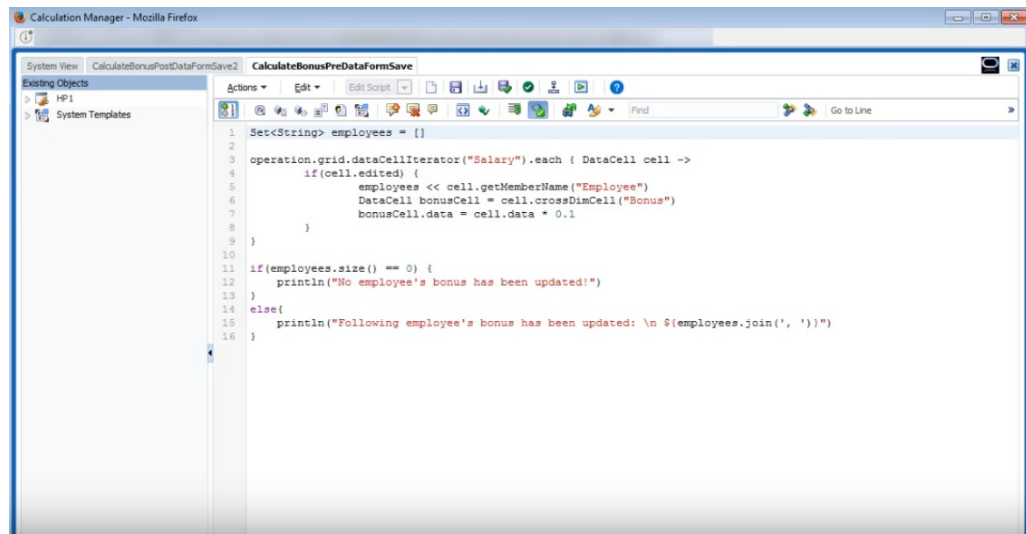 Calculation Manager - Mozilla Firefox
System View CalculateBonusPostDataFormSave2 CalculateBonusPreDataFormSave
Existing Objects
HP1
System Templates
Actions Edit Edit Script
Find Go to Line
1 Set<String> employees = []
2
3 operation.grid.dataCellIterator("Salary").each { DataCell cell ->
4 if(cell.edited) {
5 employees << cell.getMemberName("Employee")
6 DataCell bonusCell = cell.crossDimCell("Bonus")
7 bonusCell.data = cell.data * 0.1
8 }
9 }
10
11 if(employees.size() == 0) {
12 println("No employee's bonus has been updated!")
13 }
14 else{
15 println("Following employee's bonus has been updated: \n ${employees.join(', ')}")
16 }